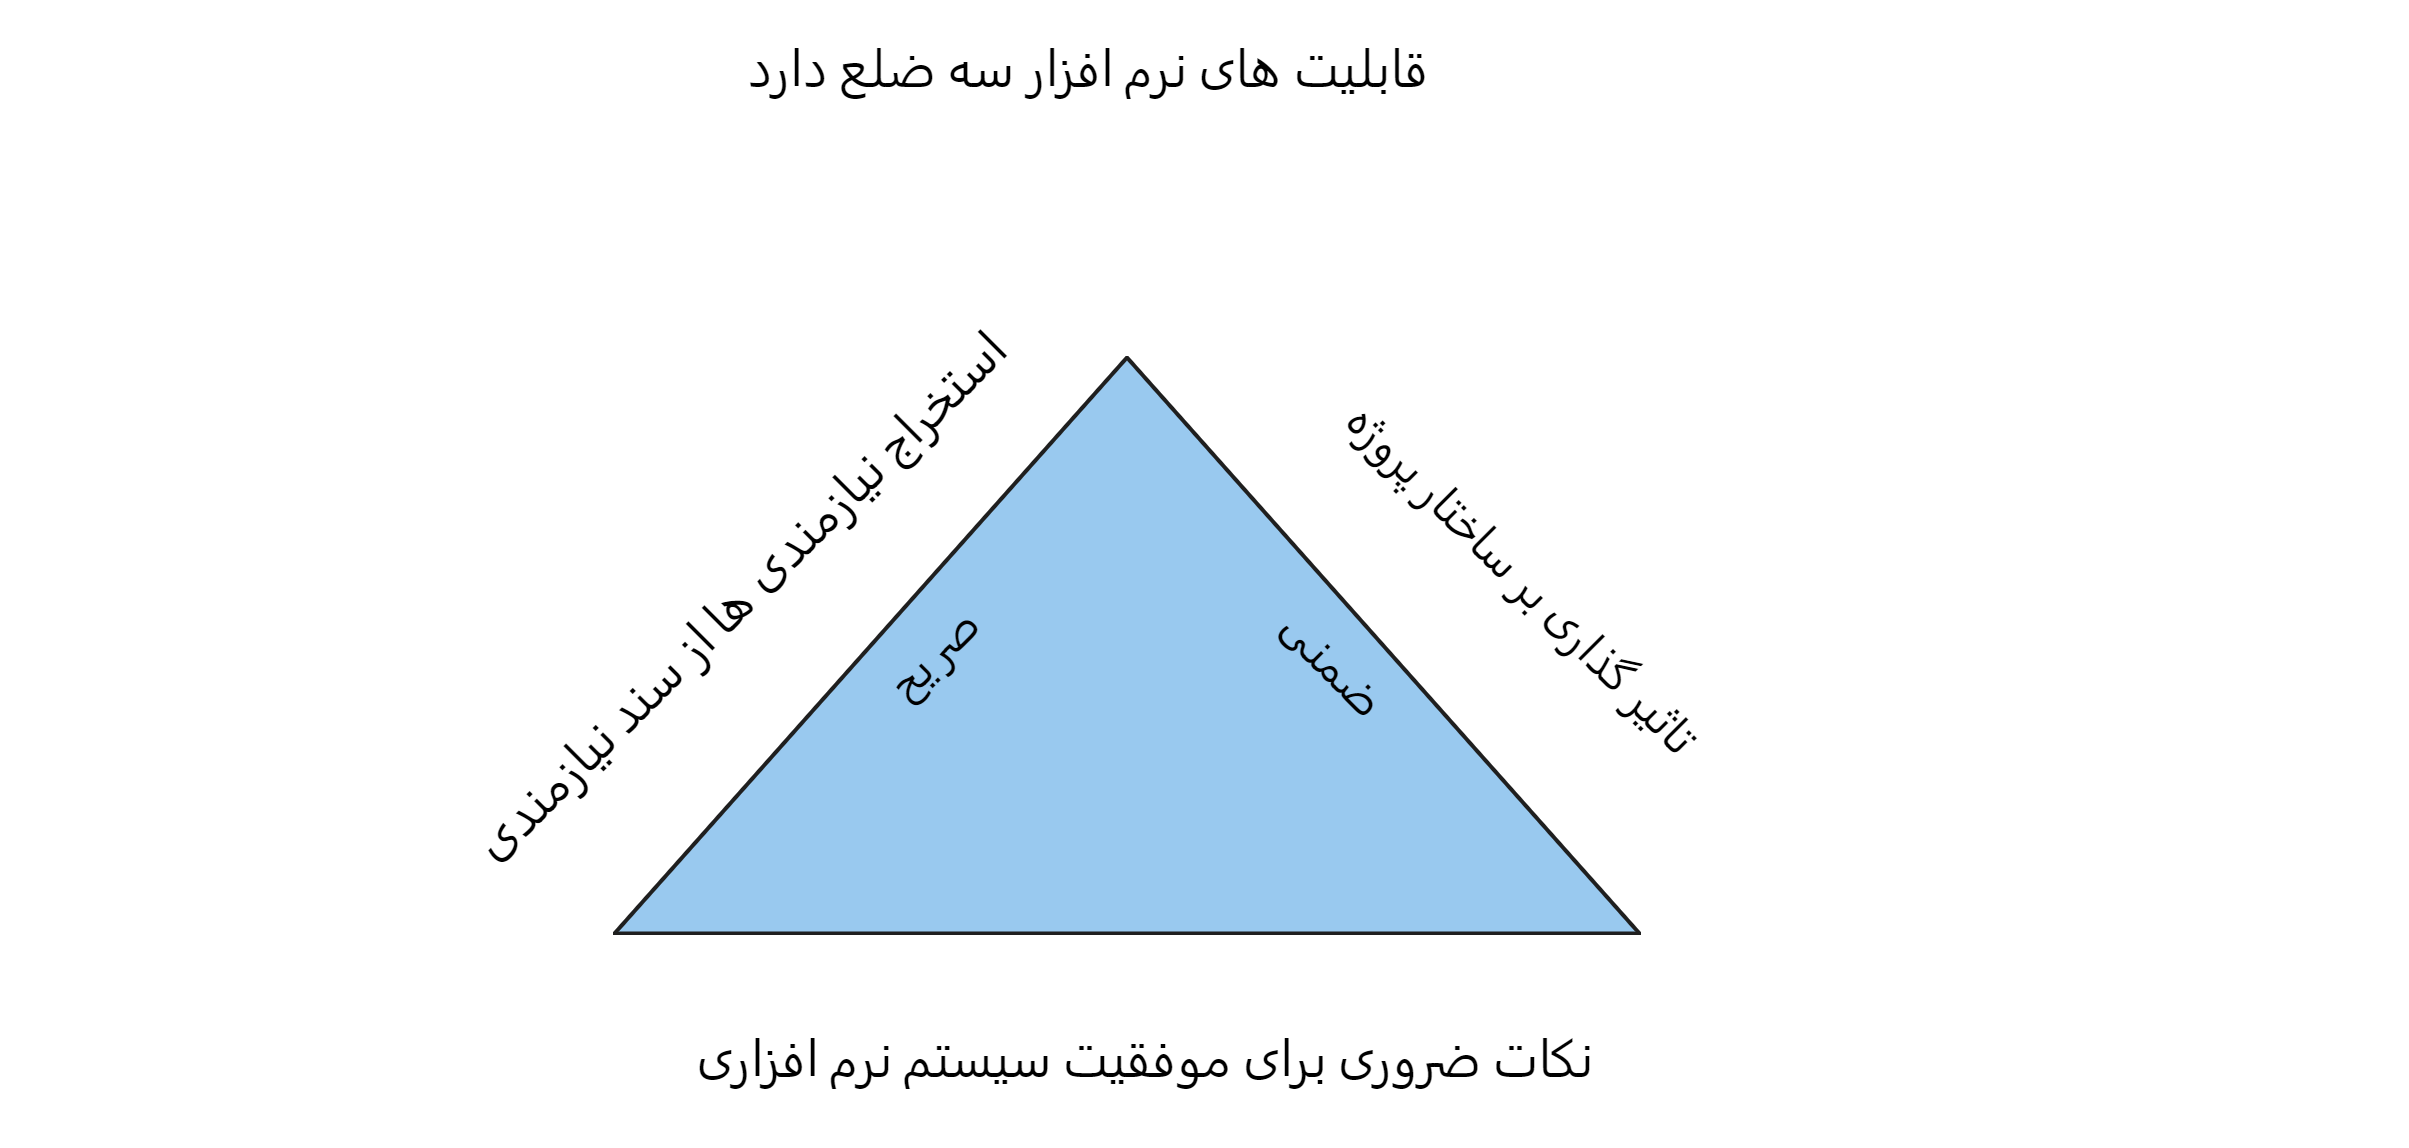 قابلیت های نرم افزار سه ضلع دارد
تاثیر گذاری بر ساختار پروژه
استخراج نیازمندی ها از سند نیازمندی
ضمنی
صریح
نکات ضروری برای موفقیت سیستم نرم افزاری